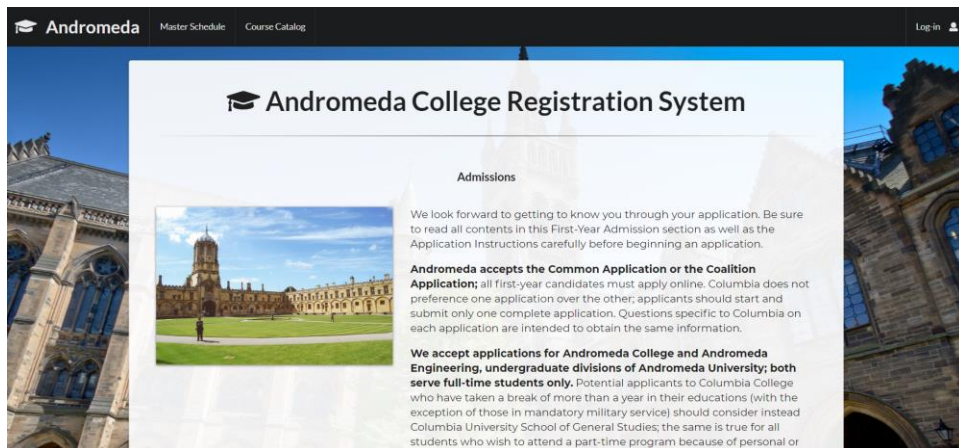 Andromeda Master Schedule Course Catalog Log-in
Andromeda College Registration System
Admissions
We look forward to getting to know you through your application. Be sure
to read all contents in this First-Year Admission section as well as the
Application Instructions carefully before beginning an application.
Andromeda accepts the Common Application or the Coalition
Application; all first-year candidates must apply online. Columbia does not
preference one application over the other; applicants should start and
submit only one complete application. Questions specific to Columbia on
each application are intended to obtain the same information.
We accept applications for Andromeda College and Andromeda
Engineering, undergraduate divisions of Andromeda University; both
serve full-time students only. Potential applicants to Columbia College
who have taken a break of more than a year in their educations (with the
exception of those in mandatory military service) should consider instead
Columbia University School of General Studies; the same is true for all
students who wish to attend a part-time program because of personal or